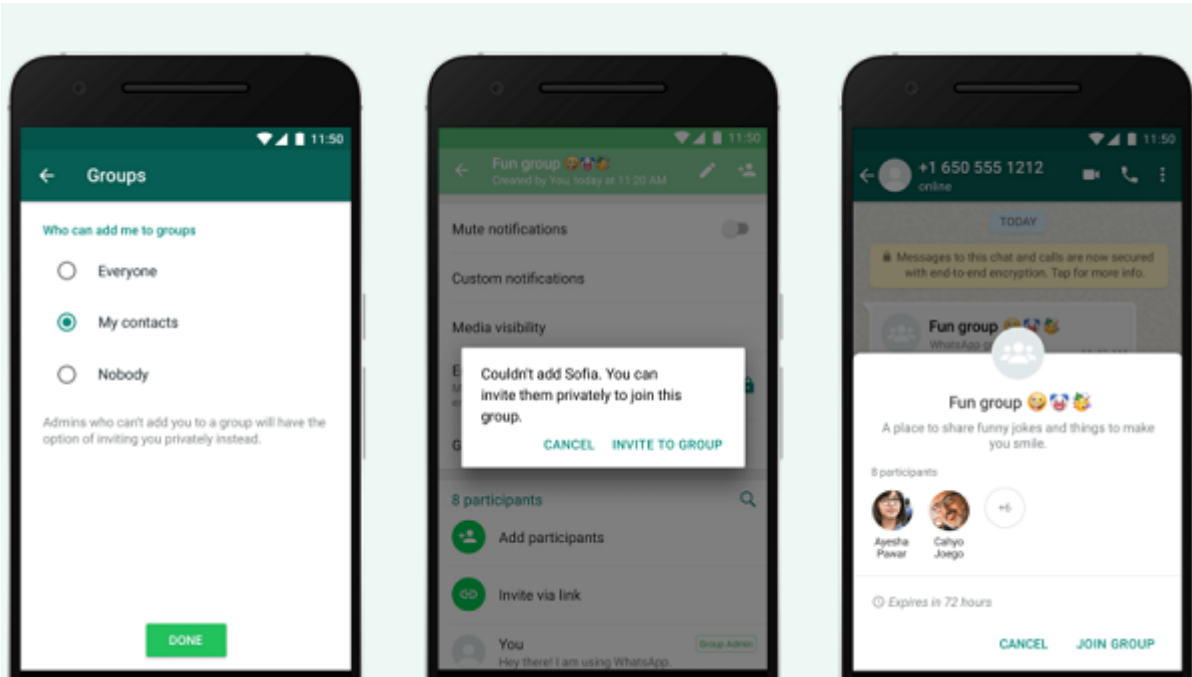 11:50
Groups
Who can add me to groups
Everyone
My contacts
Nobody
Admins who can't add you to a group will have the
option of inviting you privately instead.
DONE
11:50
Fun group 😜🤡🥳
Created by You, today at 11:20 AM
Mute notifications
Custom notifications
Media visibility
E
M
G
Couldn't add Sofia. You can
invite them privately to join this
group.
CANCEL INVITE TO GROUP
8 participants
Add participants
Invite via link
You
Group Admin
Hey there! I am using WhatsApp.
11:50
+1 650 555 1212
online
TODAY
Messages to this chat and calls are now secured
with end-to-end encryption. Tap for more info.
Fun group 😜🤡🥳
WhatsApp
Fun group 😜🤡🥳
A place to share funny jokes and things to make
you smile.
8 participants
+6
Ayesha
Pawar
Cahyo
Joego
Expires in 72 hours
CANCEL JOIN GROUP